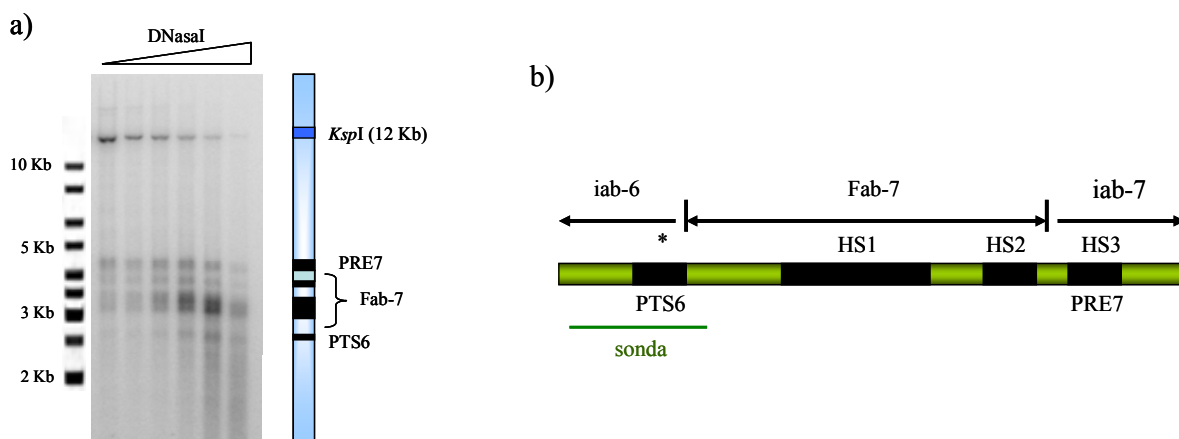 a)
DNasaI
10 Kb
5 Kb
3 Kb
2 Kb
KspI (12 Kb)
PRE7
Fab-7
PTS6
b)
iab-6 Fab-7 iab-7
* HS1 HS2 HS3
PTS6 PRE7
sonda